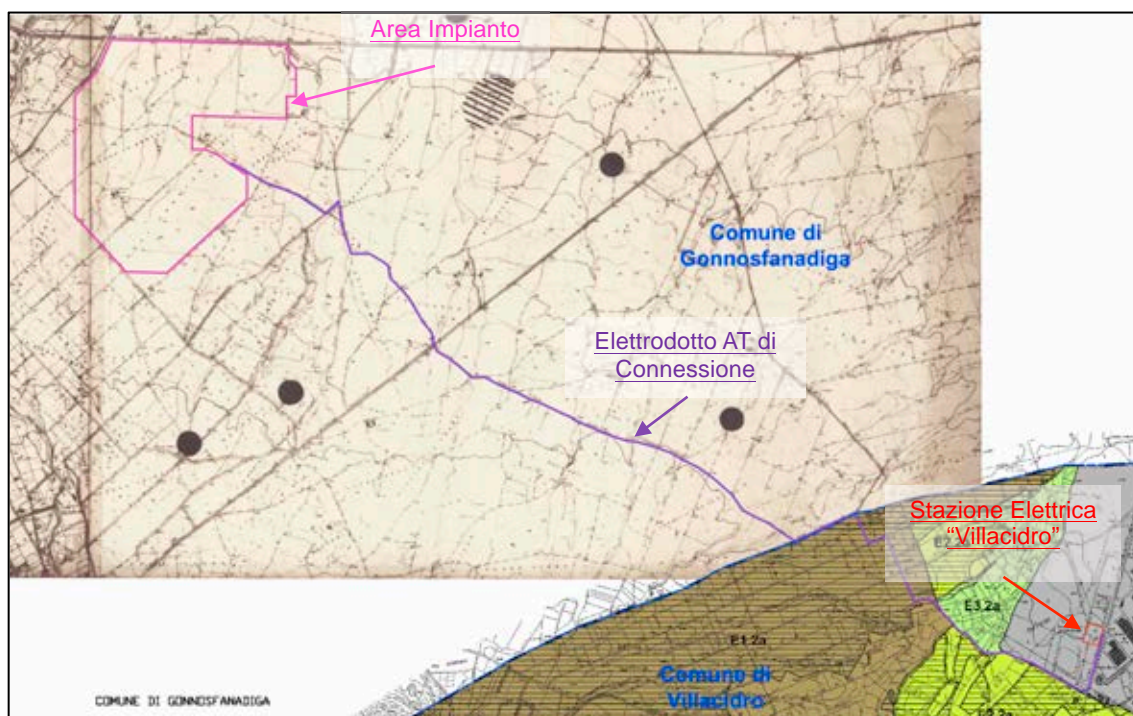 Area Impianto
Comune di
Gonnosfanadiga
Elettrodotto AT di
Connessione
Stazione Elettrica
"Villacidro"
E3.2a
E1.2a
Comune di
Villacidro
COMUNE DI GONNOSFANADIGA